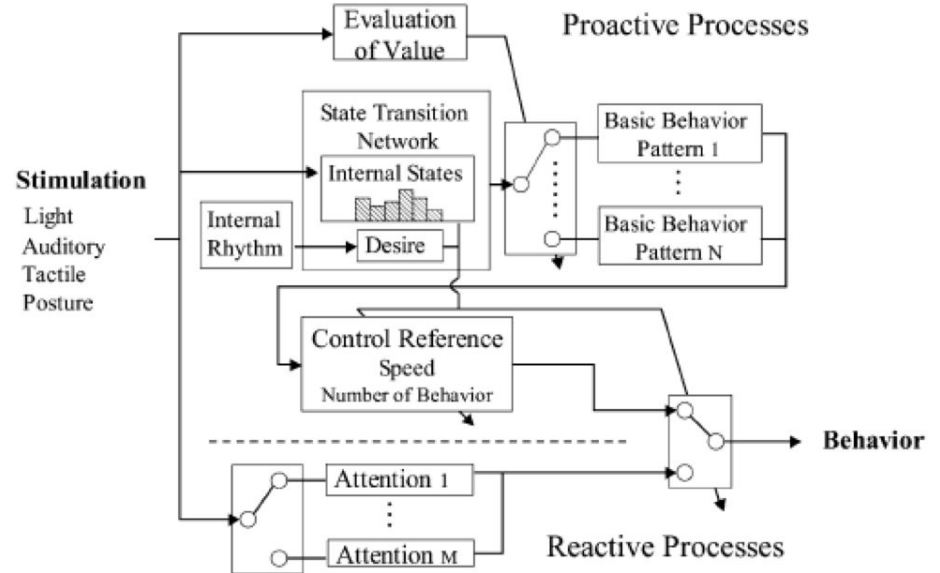 Evaluation
of Value
Proactive Processes
State Transition
Network
Internal States
Basic Behavior
Pattern 1
Stimulation
Light
Auditory
Tactile
Posture
Internal
Rhythm
Desire
Basic Behavior
Pattern N
Control Reference
Speed
Number of Behavior
Behavior
Attention 1
Attention M
Reactive Processes